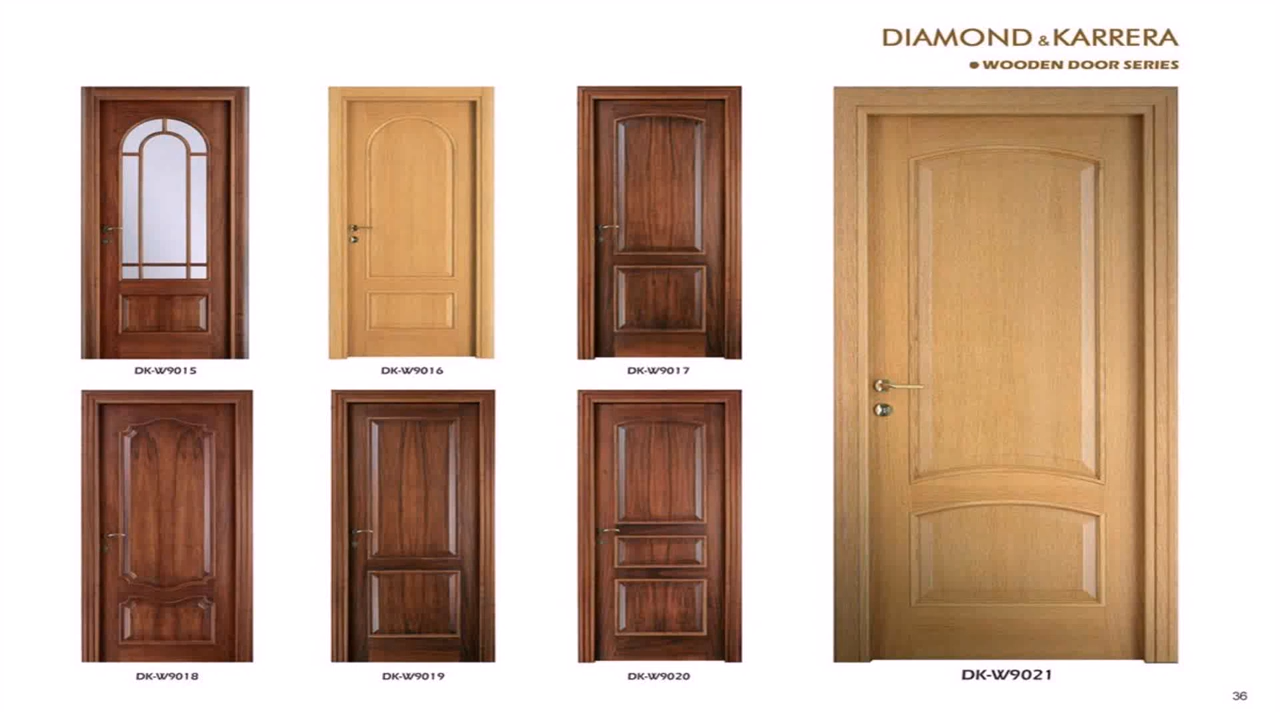 DIAMOND & KARRERA
● WOODEN DOOR SERIES
DK-W9015
DK-W9016
DK-W9017
DK-W9018
DK-W9019
DK-W9020
DK-W9021
36